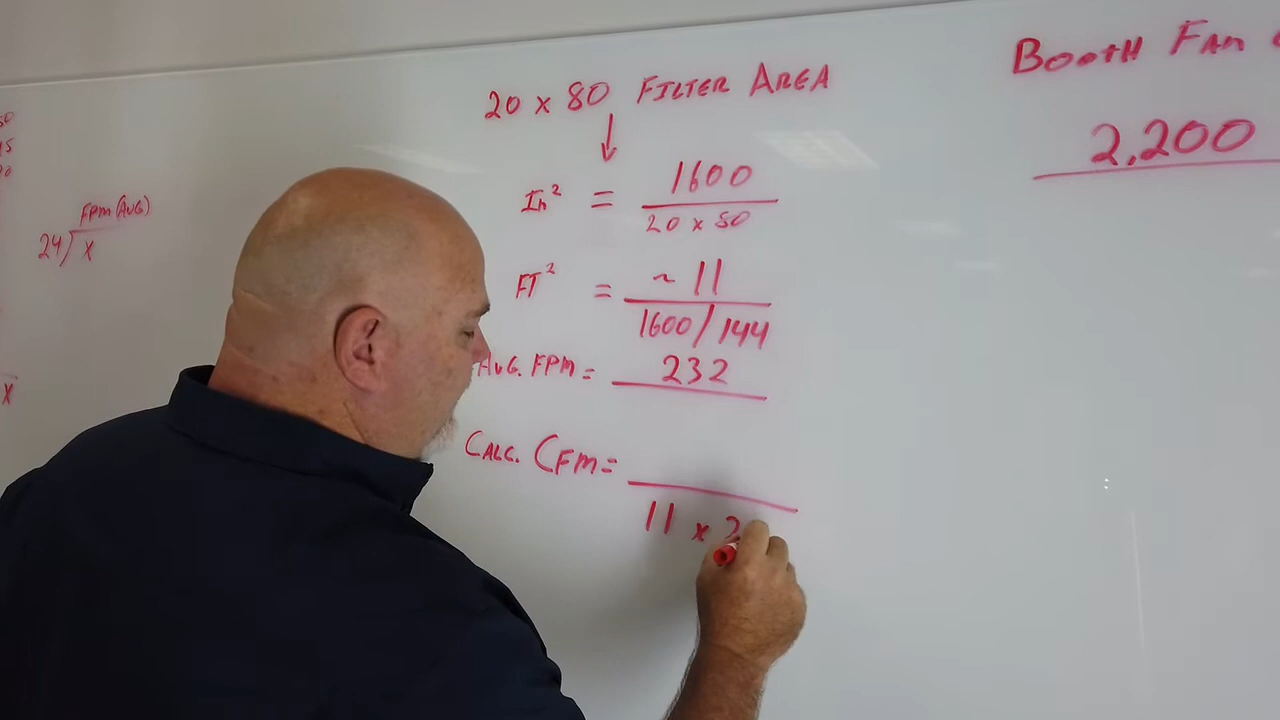 FPM (AVG)
24 x
x
20 x 80 FILTER AREA
In² = 1600
20 x 80
FT² = ~ 11
1600/144
AVG. FPM = 232
CALC. CFM =
11 x 2
BOOTH FAN
2,200